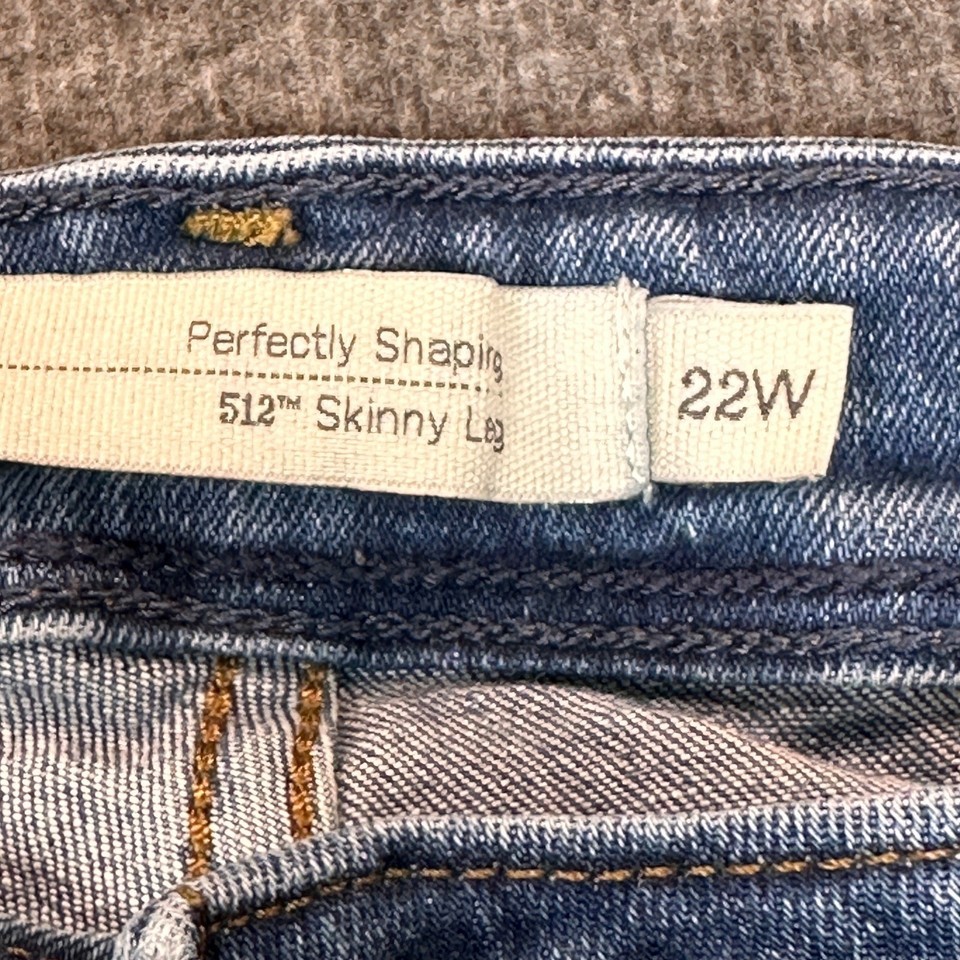 Perfectly Shaping
512™ Skinny Leg
22W